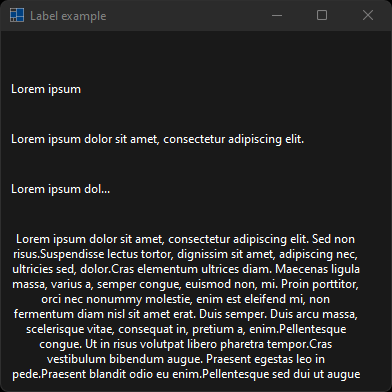 Label example
Lorem ipsum
Lorem ipsum dolor sit amet, consectetur adipiscing elit.
Lorem ipsum dol...
Lorem ipsum dolor sit amet, consectetur adipiscing elit. Sed non
risus.Suspendisse lectus tortor, dignissim sit amet, adipiscing nec,
ultricies sed, dolor.Cras elementum ultrices diam. Maecenas ligula
massa, varius a, semper congue, euismod non, mi. Proin porttitor,
orci nec nonummy molestie, enim est eleifend mi, non
fermentum diam nisl sit amet erat. Duis semper. Duis arcu massa,
scelerisque vitae, consequat in, pretium a, enim.Pellentesque
congue. Ut in risus volutpat libero pharetra tempor.Cras
vestibulum bibendum augue. Praesent egestas leo in
pede.Praesent blandit odio eu enim.Pellentesque sed dui ut augue